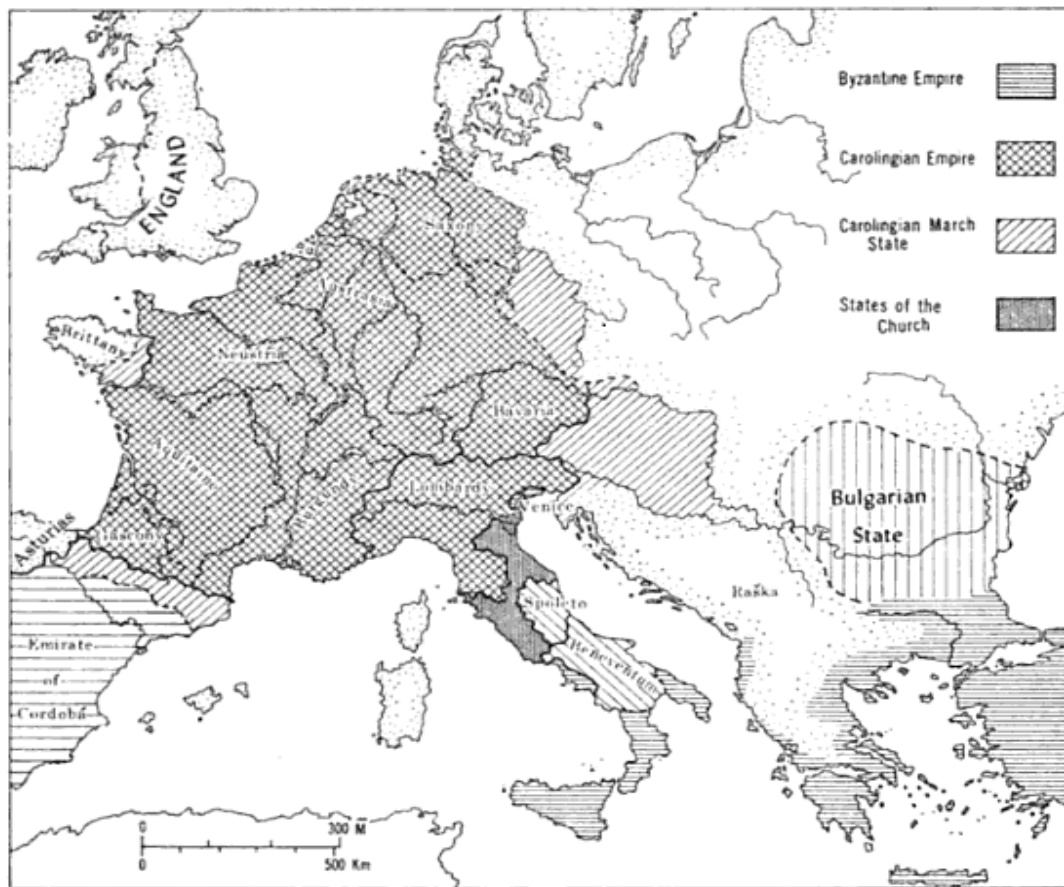 Byzantine Empire
Carolingian Empire
Carolingian March
State
States of the
Church
ENGLAND
Saxony
Austrasia
Brittany
Neustria
Bavaria
Aquitaine
Burgundy
Lombardy
Venice
Bulgarian
State
Gascony
Asturias
Spoleto
Raška
Emirate
of
Cordoba
Beneventum
0 300 M
0 500 Km